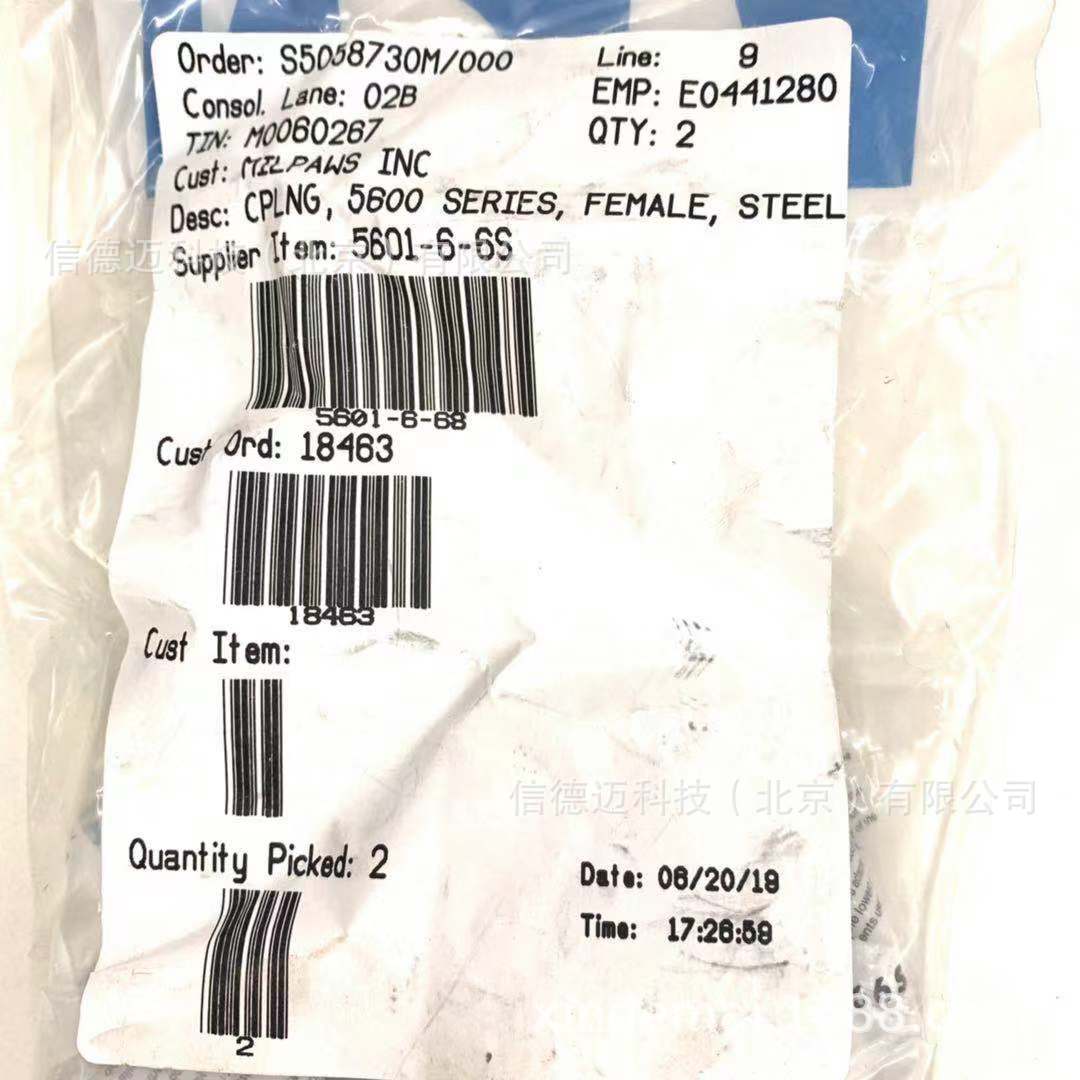 Order: S5058730M/000 Line: 9
Consol. Lane: 02B EMP: E0441280
TIN: M0060267 QTY: 2
Cust: MILPAWS INC
Desc: CPLNG, 5600 SERIES, FEMALE, STEEL
Supplier Item: 5601-6-6S
信德迈科技（北京）有限公司
5601-6-6S
Cust Ord: 18463
18463
Cust Item:
信德迈科技（北京）有限公司
Quantity Picked: 2
Date: 06/20/19
Time: 17:26:59
2